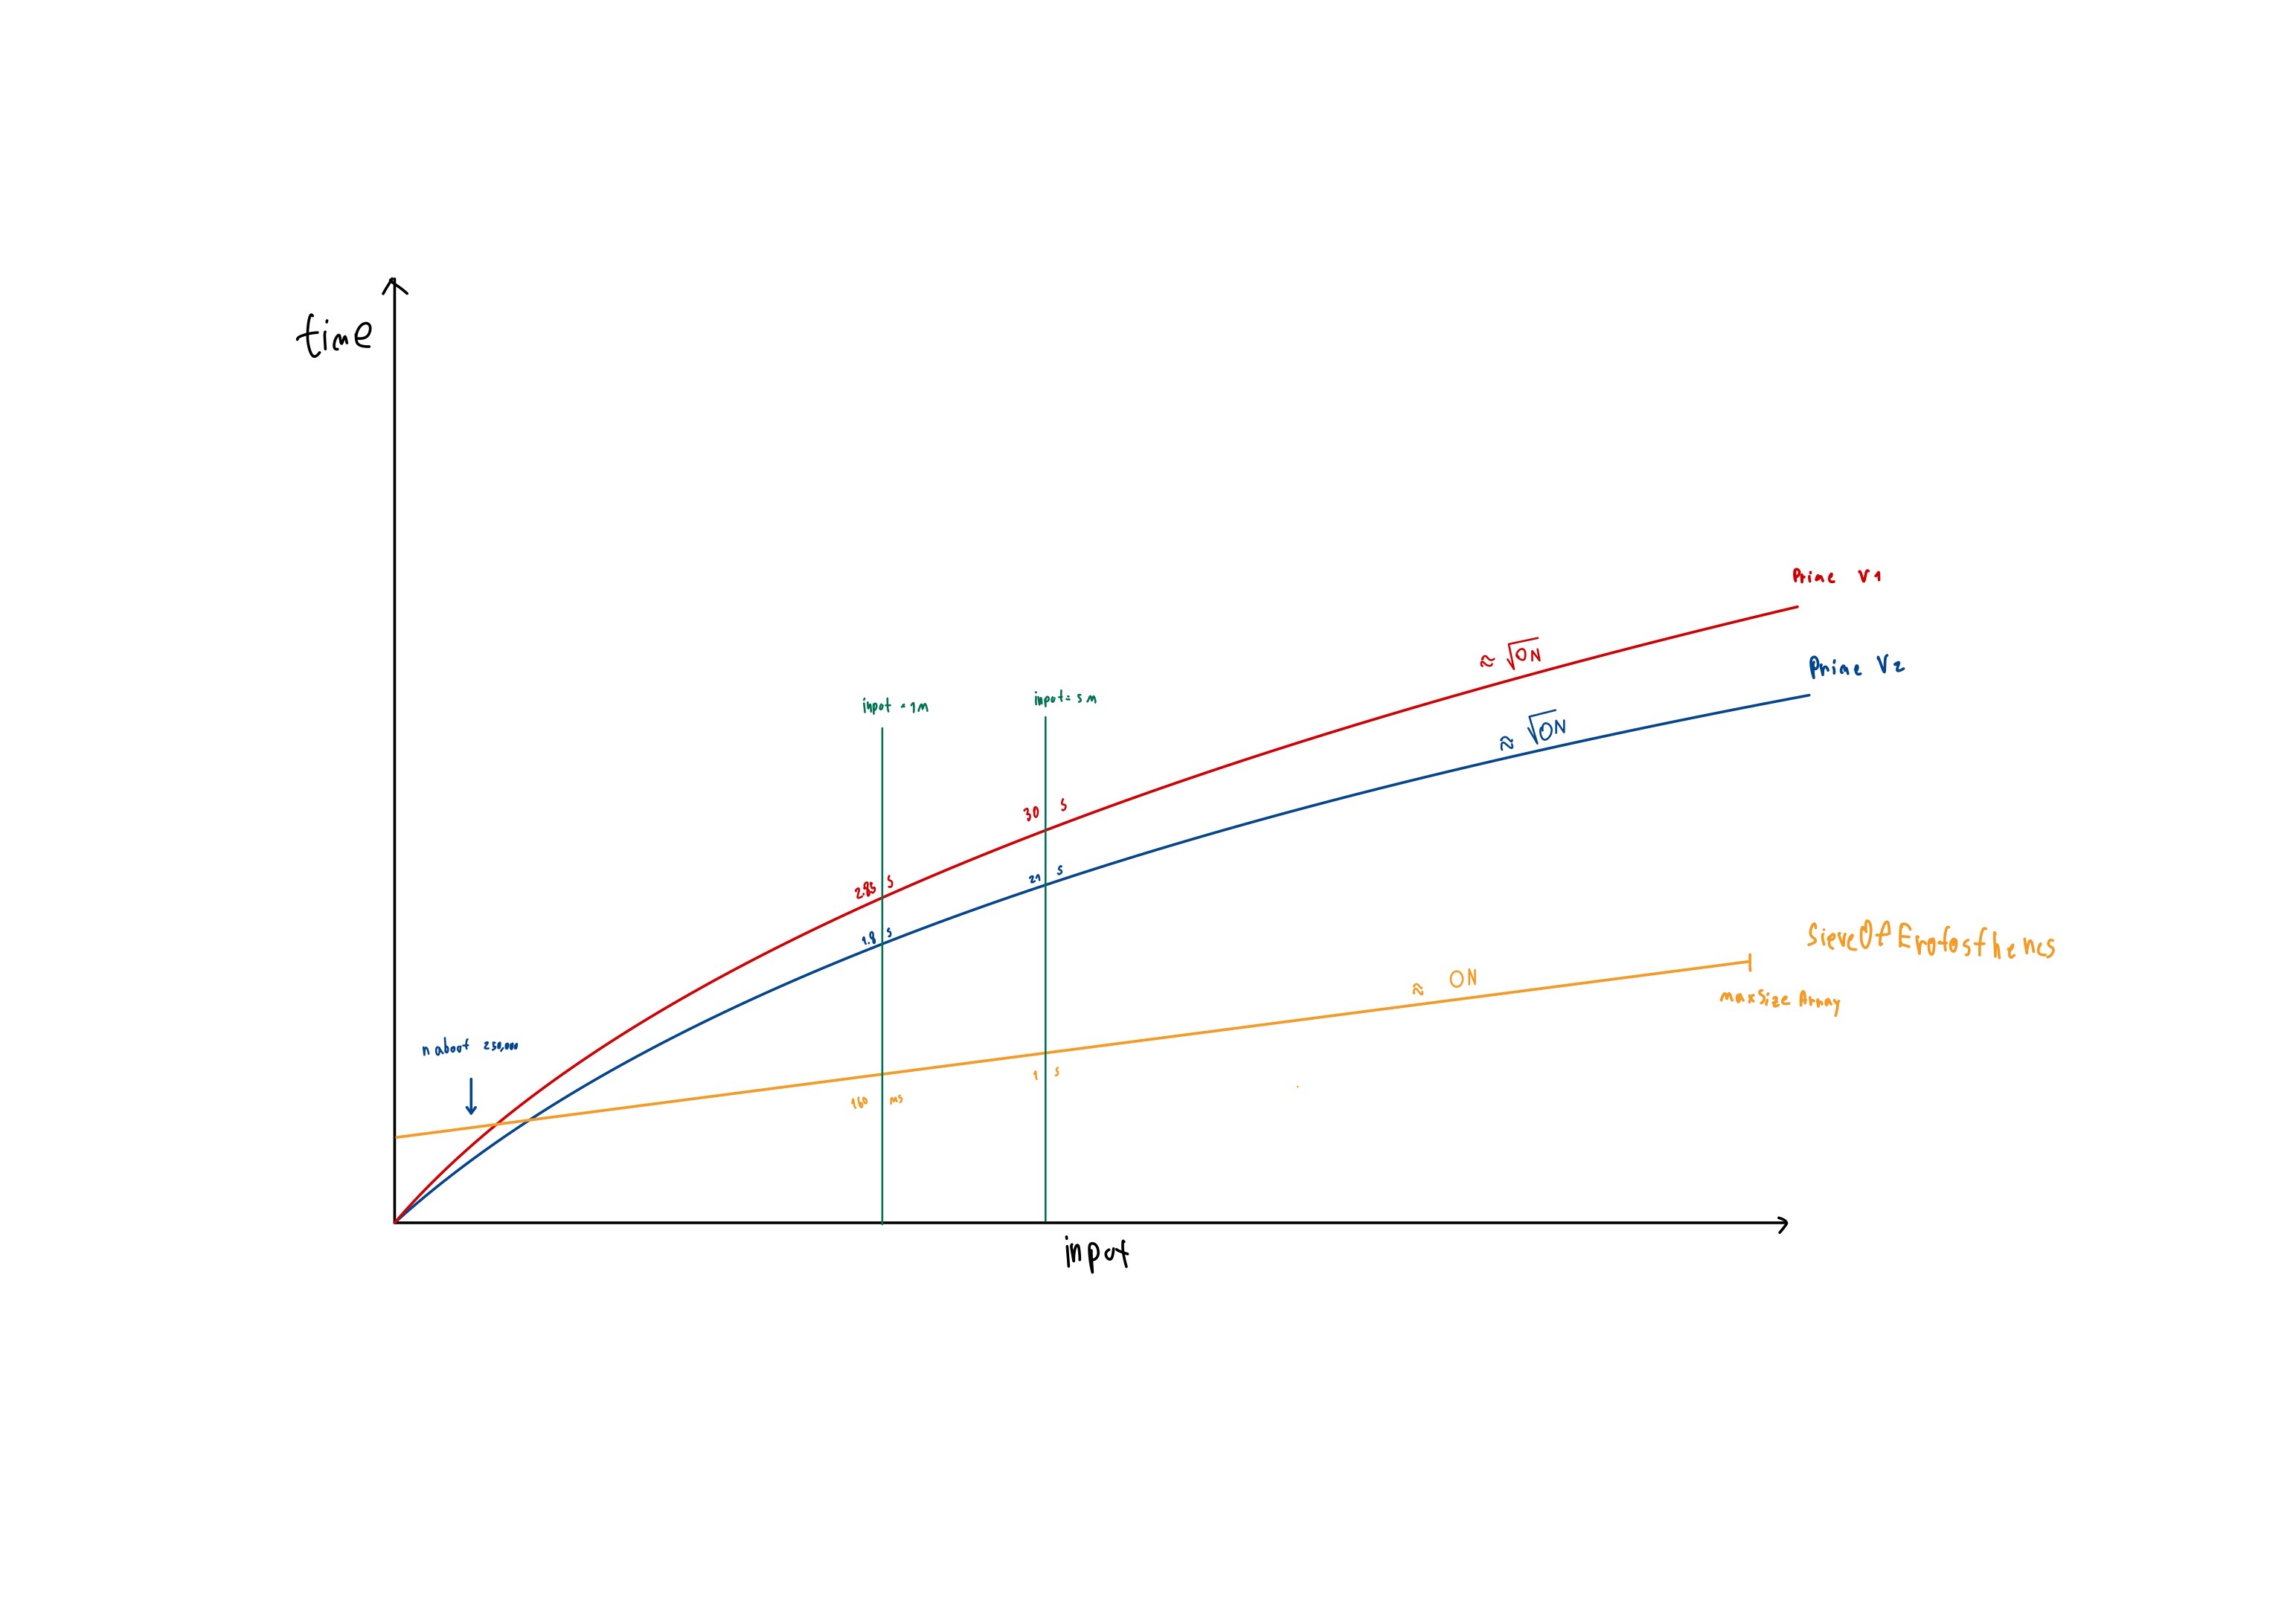 time
Prime V1
≈ √ON
Prime V2
≈ √ON
input = 1M
input = 5M
30 s
2.85 s
21 s
1.8 s
SieveOfEratosthenes
≈ ON
maxSize Array
n about 250,000
1 s
160 ms
input